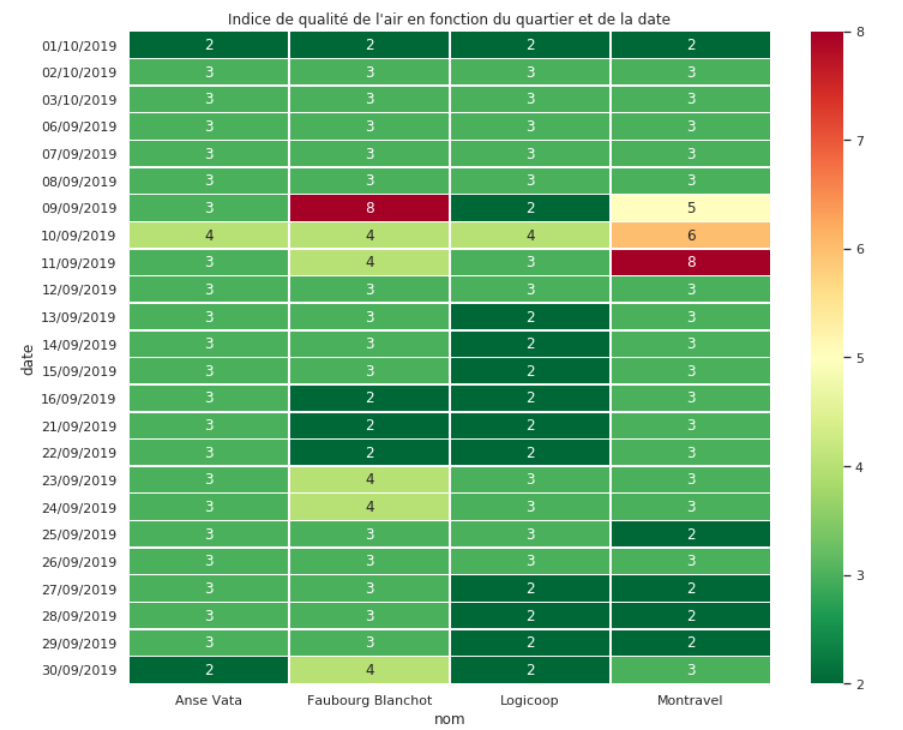 Indice de qualité de l'air en fonction du quartier et de la date
01/10/2019 2 2 2 2
02/10/2019 3 3 3 3
03/10/2019 3 3 3 3
06/09/2019 3 3 3 3
07/09/2019 3 3 3 3
08/09/2019 3 3 3 3
09/09/2019 3 8 2 5
10/09/2019 4 4 4 6
11/09/2019 3 4 3 8
12/09/2019 3 3 3 3
13/09/2019 3 3 2 3
14/09/2019 3 3 2 3
15/09/2019 3 3 2 3
16/09/2019 3 2 2 3
21/09/2019 3 2 2 3
22/09/2019 3 2 2 3
23/09/2019 3 4 3 3
24/09/2019 3 4 3 3
25/09/2019 3 3 3 2
26/09/2019 3 3 3 3
27/09/2019 3 3 2 2
28/09/2019 3 3 2 2
29/09/2019 3 3 2 2
30/09/2019 2 4 2 3
Anse Vata Faubourg Blanchot Logicoop Montravel
nom
date
8
7
6
5
4
3
2